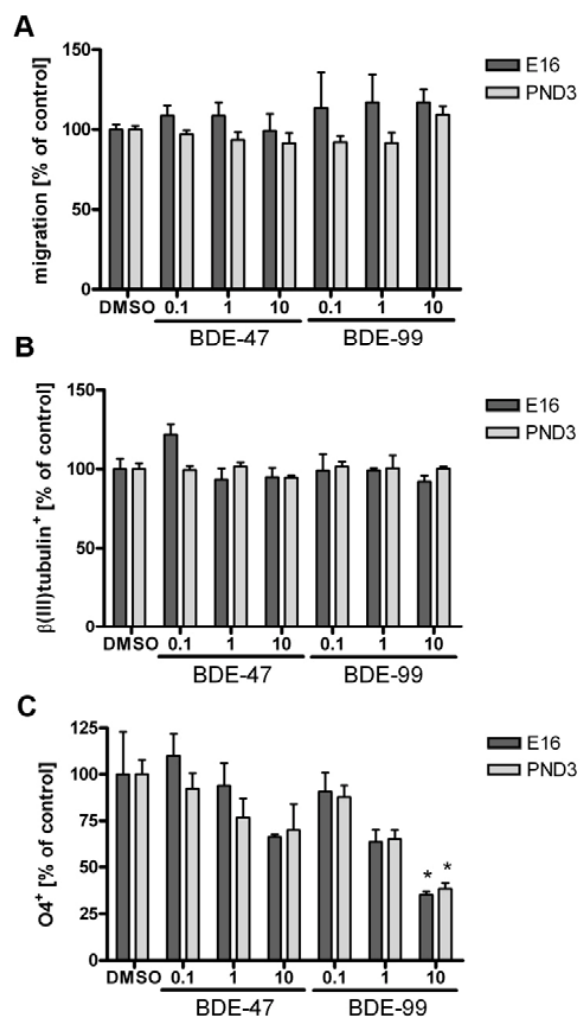 A
150
100
50
0
migration [% of control]
E16
PND3
DMSO 0.1 1 10 0.1 1 10
BDE-47 BDE-99
B
150
100
50
0
β(III)tubulin⁺ [% of control]
E16
PND3
DMSO 0.1 1 10 0.1 1 10
BDE-47 BDE-99
C
125
100
75
50
25
0
O4⁺ [% of control]
E16
PND3
* *
DMSO 0.1 1 10 0.1 1 10
BDE-47 BDE-99